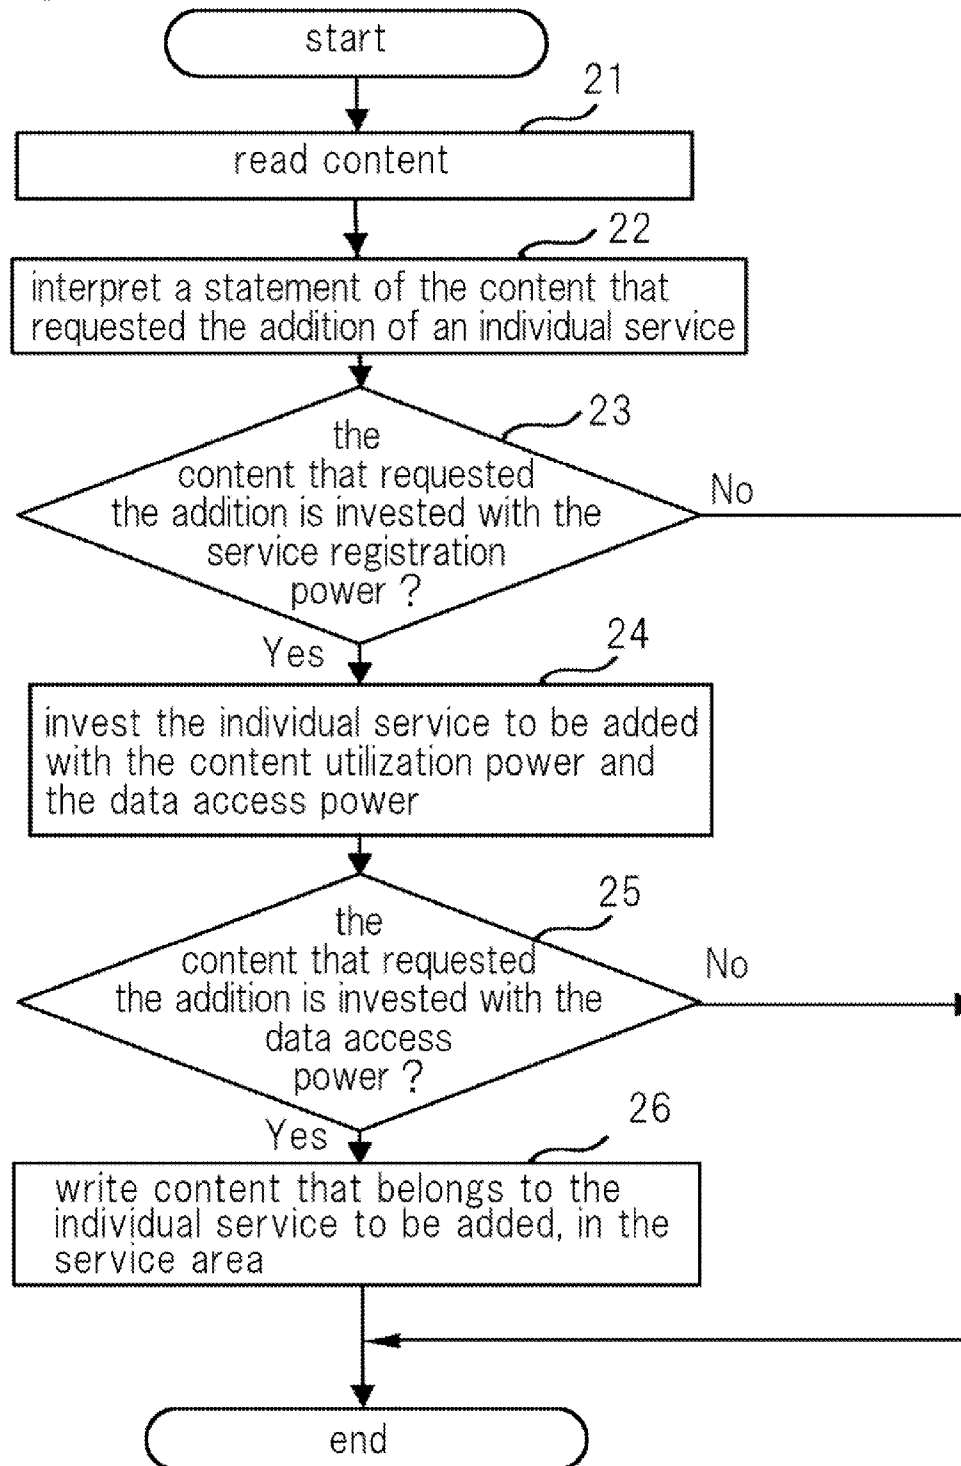 start
21
read content
22
interpret a statement of the content that
requested the addition of an individual service
23
the
content that requested
the addition is invested with the
service registration
power ?
No
Yes
24
invest the individual service to be added
with the content utilization power and
the data access power
25
the
content that requested
the addition is invested with the
data access
power ?
No
Yes
26
write content that belongs to the
individual service to be added, in the
service area
end